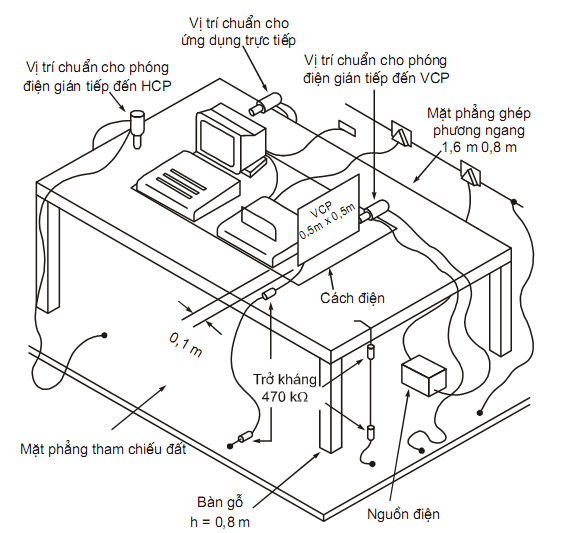 Vị trí chuẩn cho
ứng dụng trực tiếp
Vị trí chuẩn cho phóng
điện gián tiếp đến HCP
Vị trí chuẩn cho phóng
điện gián tiếp đến VCP
Mặt phẳng ghép
phương ngang
1,6 m 0,8 m
VCP
0,5m x 0,5m
Cách điện
0,1 m
Trở kháng
470 kΩ
Mặt phẳng tham chiếu đất
Bàn gỗ
h = 0,8 m
Nguồn điện